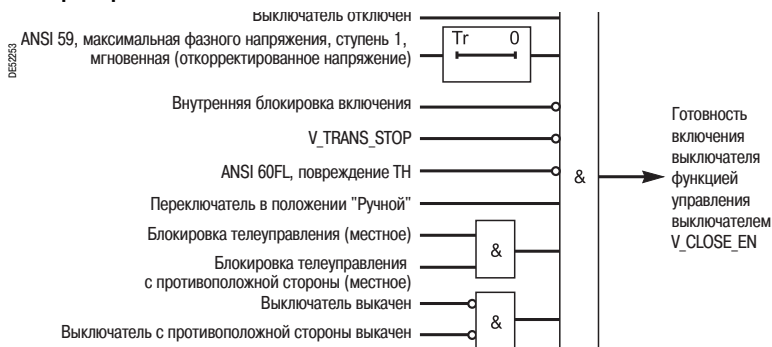 Выключатель отключен
DE52253
ANSI 59, максимальная фазного напряжения, ступень 1,
мгновенная (откорректированное напряжение)
Tr 0
Внутренняя блокировка включения
V_TRANS_STOP
ANSI 60FL, повреждение ТН
Переключатель в положении "Ручной"
Блокировка телеуправления (местное)
Блокировка телеуправления
с противоположной стороны (местное)
&
Выключатель выкачен
Выключатель с противоположной стороны выкачен
&
&
Готовность
включения
выключателя
функцией
управления
выключателем
V_CLOSE_EN